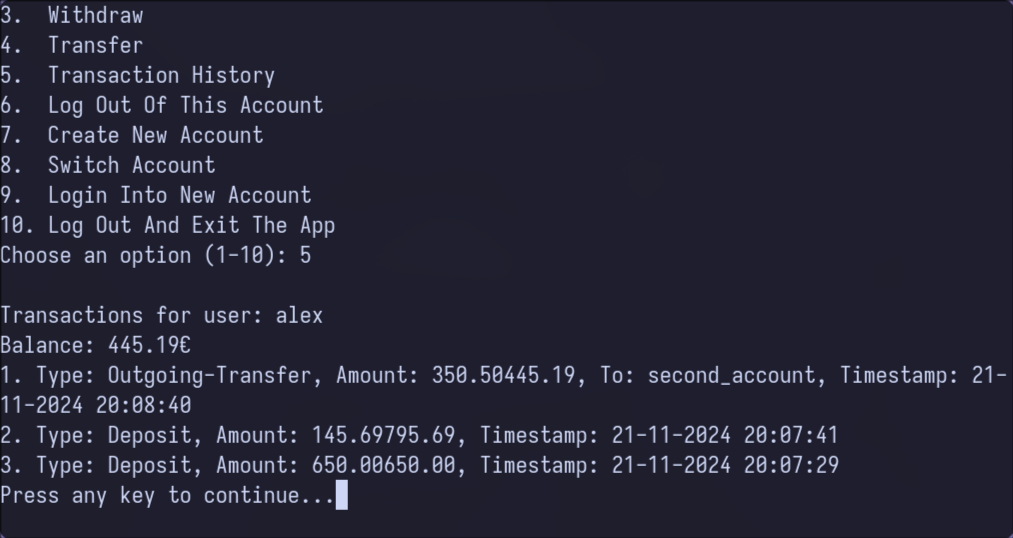 3.  Withdraw
4.  Transfer
5.  Transaction History
6.  Log Out Of This Account
7.  Create New Account
8.  Switch Account
9.  Login Into New Account
10. Log Out And Exit The App
Choose an option (1-10): 5
Transactions for user: alex
Balance: 445.19€
1. Type: Outgoing-Transfer, Amount: 350.50445.19, To: second_account, Timestamp: 21-
11-2024 20:08:40
2. Type: Deposit, Amount: 145.69795.69, Timestamp: 21-11-2024 20:07:41
3. Type: Deposit, Amount: 650.00650.00, Timestamp: 21-11-2024 20:07:29
Press any key to continue...